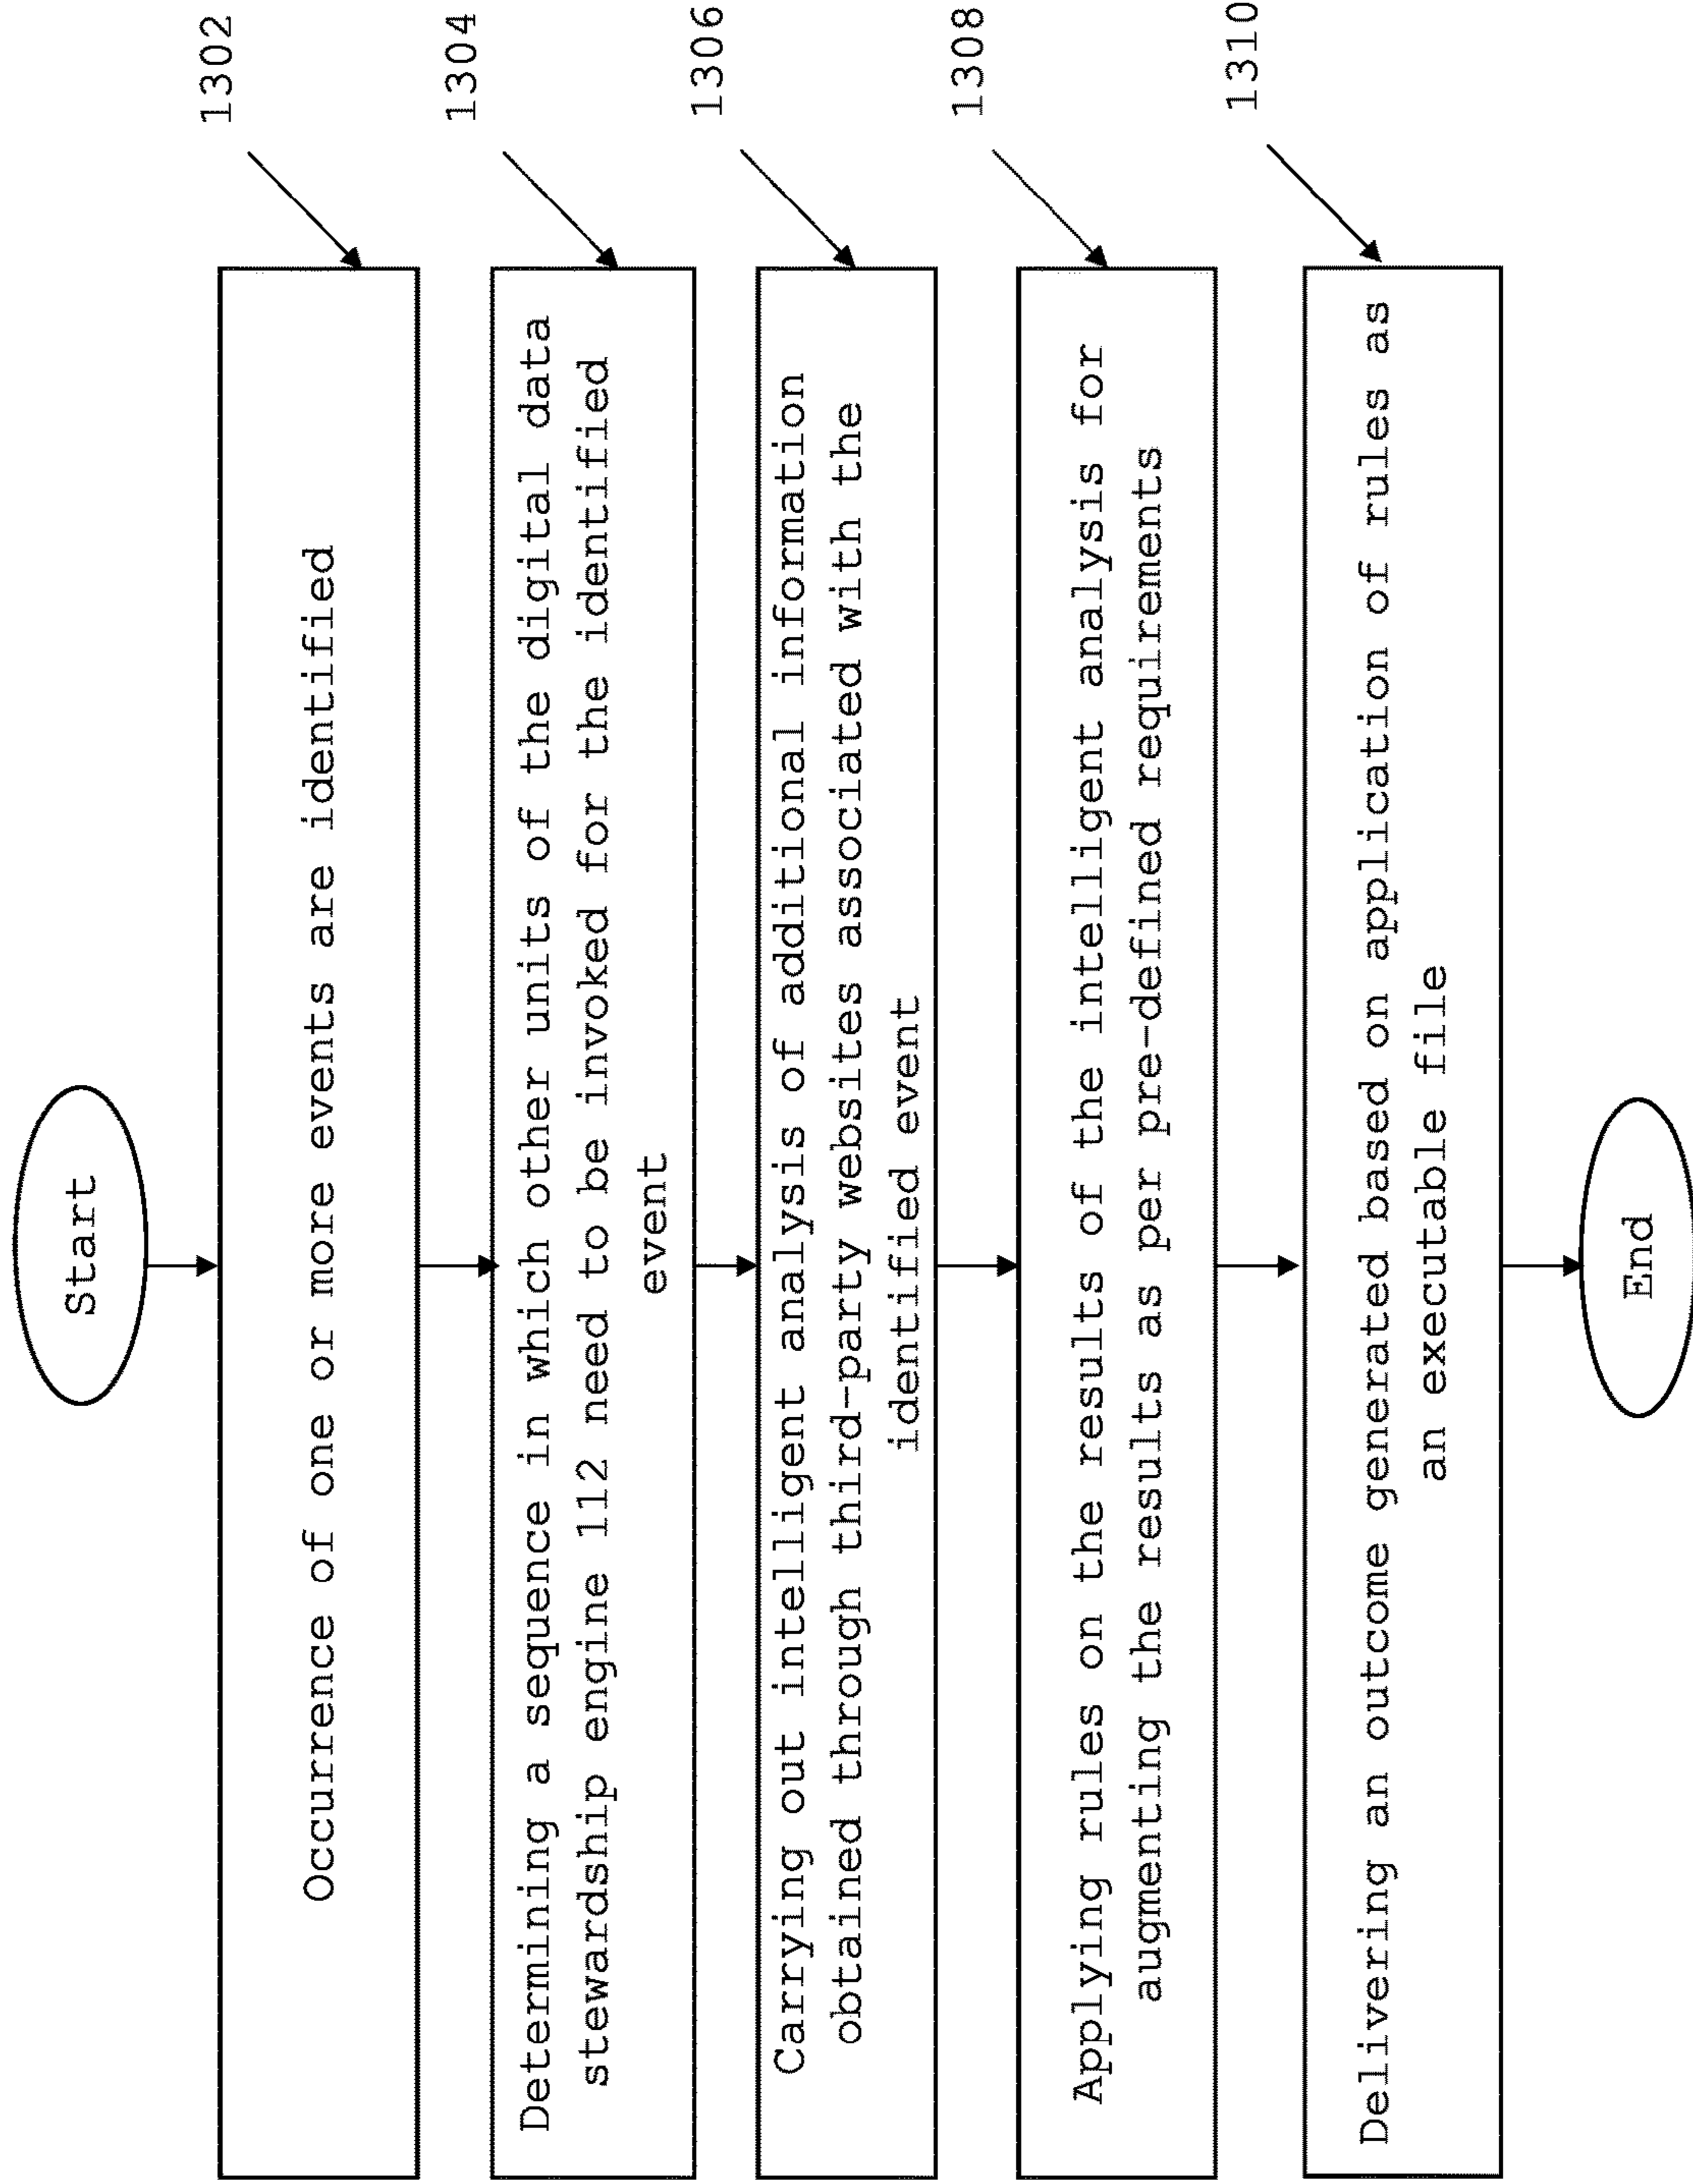 Start
1302
Occurrence of one or more events are identified
1304
Determining a sequence in which other units of the digital data
stewardship engine 112 need to be invoked for the identified
event
1306
Carrying out intelligent analysis of additional information
obtained through third-party websites associated with the
identified event
1308
Applying rules on the results of the intelligent analysis for
augmenting the results as per pre-defined requirements
1310
Delivering an outcome generated based on application of rules as
an executable file
End